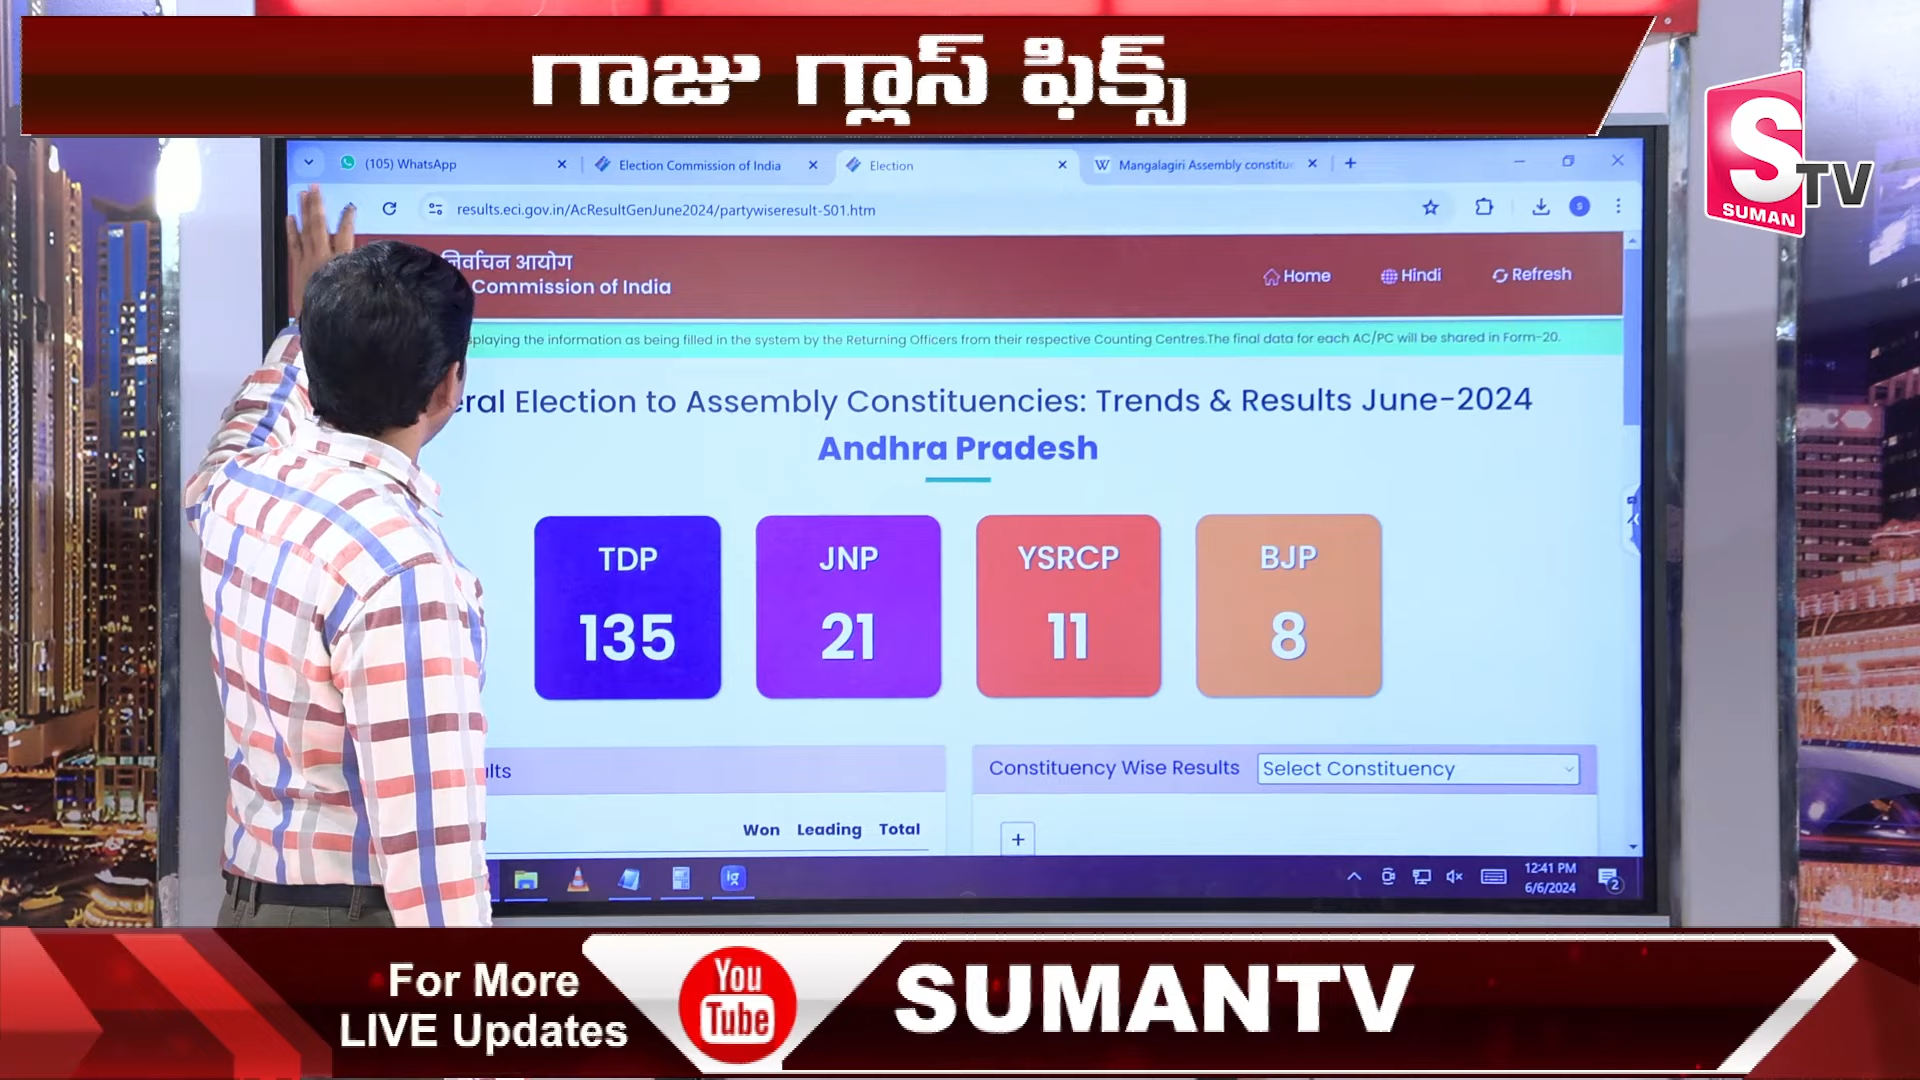 గాజు గ్లాస్ ఫిక్స్
S
TV
SUMAN
(105) WhatsApp
Election Commission of India
Election
Mangalagiri Assembly constitue
results.eci.gov.in/AcResultGenJune2024/partywiseresult-S01.htm
निर्वाचन आयोग
Commission of India
Home
Hindi
Refresh
splaying the information as being filled in the system by the Returning Officers from their respective Counting Centres.The final data for each AC/PC will be shared in Form-20.
eral Election to Assembly Constituencies: Trends & Results June-2024
Andhra Pradesh
TDP
135
JNP
21
YSRCP
11
BJP
8
ults
Won Leading Total
Constituency Wise Results
Select Constituency
12:41 PM
6/6/2024
2
For More
LIVE Updates
You
Tube
SUMANTV